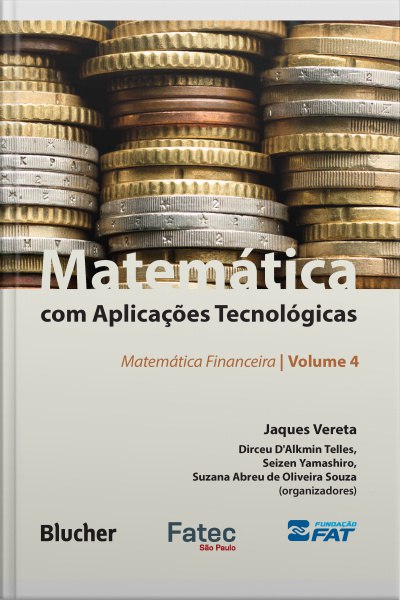 Matemática
com Aplicações Tecnológicas
Matemática Financeira | Volume 4
Jaques Vereta
Dirceu D'Alkmin Telles,
Seizen Yamashiro,
Suzana Abreu de Oliveira Souza
(organizadores)
Blucher
Fatec
São Paulo
FUNDAÇÃO
FAT